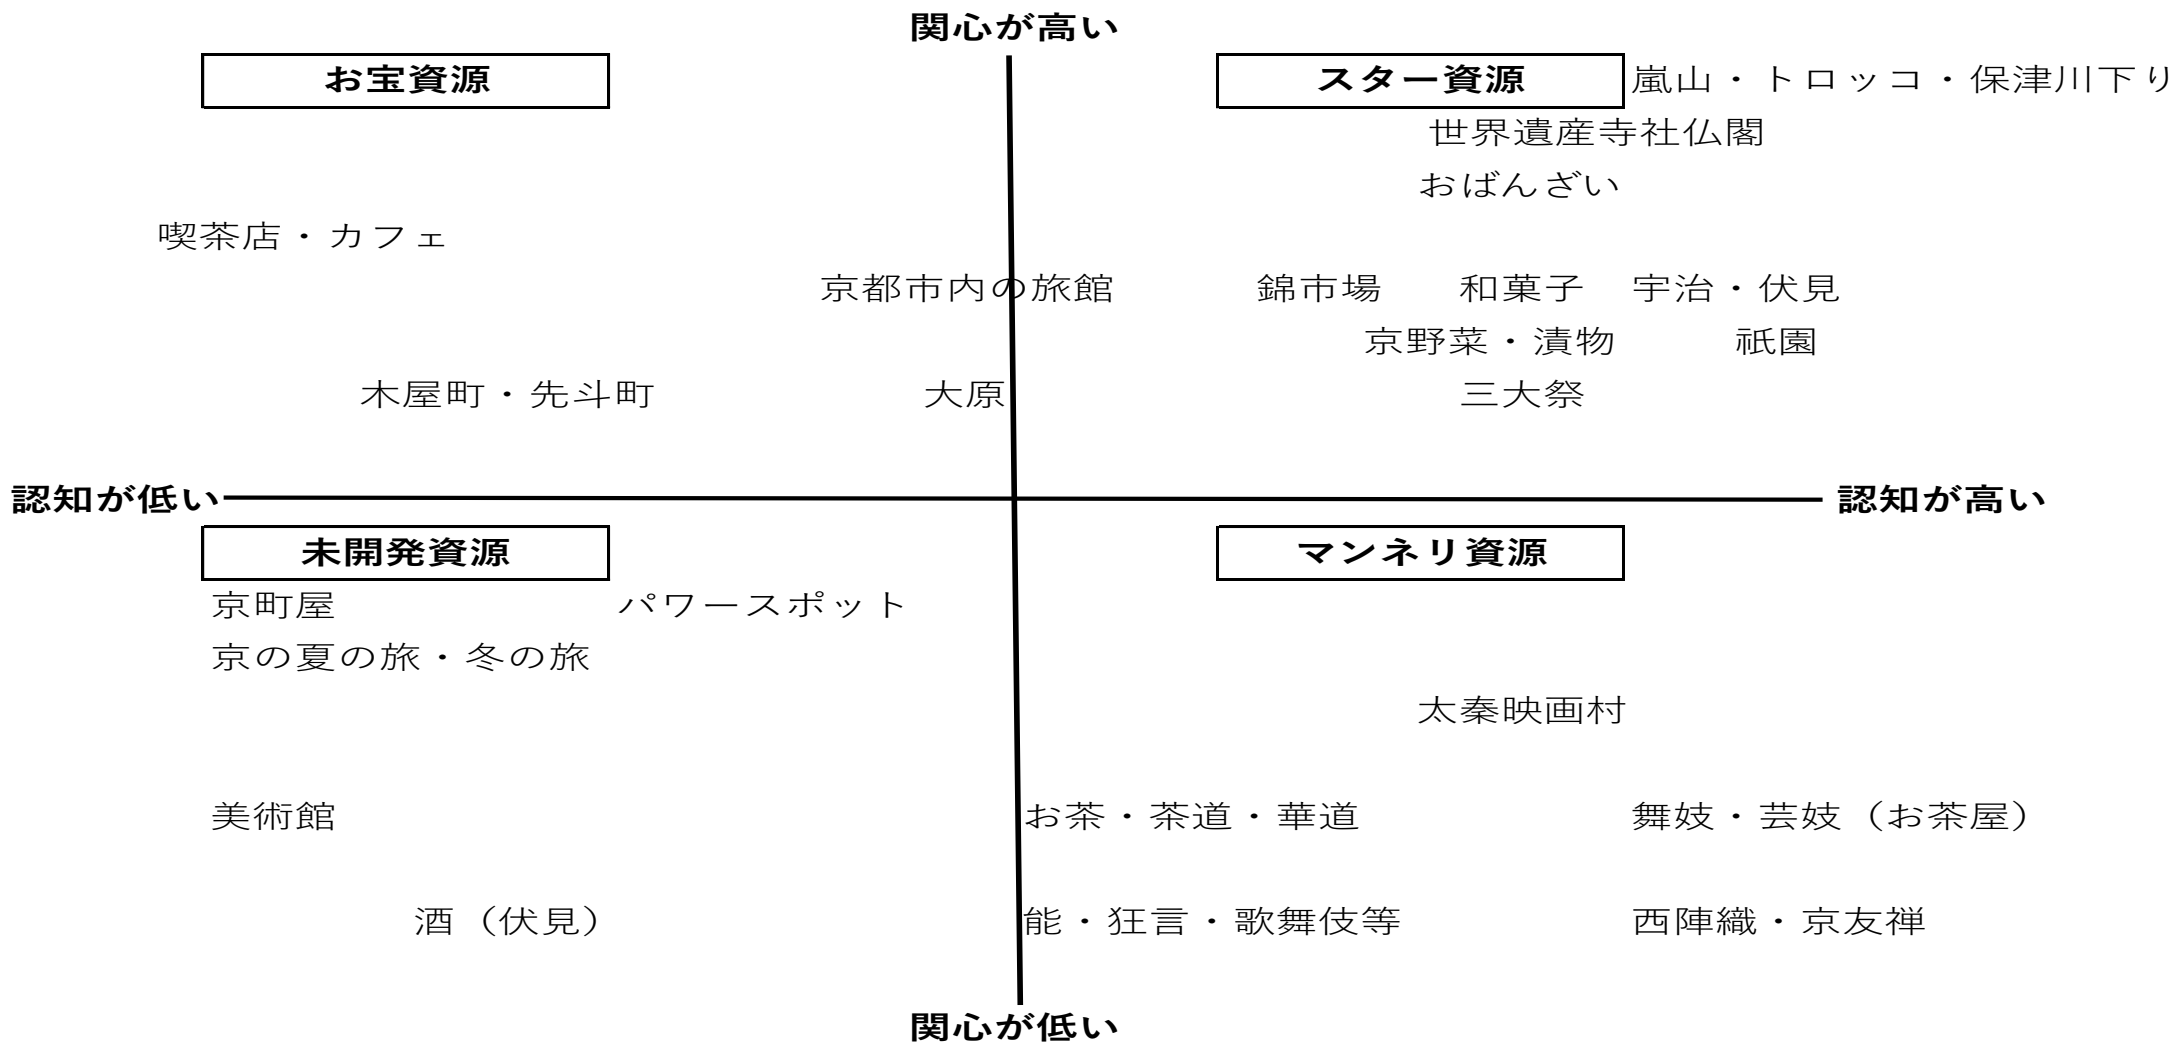 関心が高い
お宝資源
スター資源 嵐山・トロッコ・保津川下り
世界遺産寺社仏閣
おばんざい
喫茶店・カフェ
京都市内の旅館 錦市場 和菓子 宇治・伏見
京野菜・漬物 祇園
木屋町・先斗町 大原 三大祭
認知が低い 認知が高い
未開発資源 マンネリ資源
京町屋 パワースポット
京の夏の旅・冬の旅
太秦映画村
美術館 お茶・茶道・華道 舞妓・芸妓（お茶屋）
酒（伏見） 能・狂言・歌舞伎等 西陣織・京友禅
関心が低い